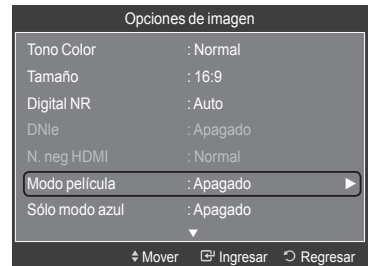 Opciones de imagen
Tono Color : Normal
Tamaño : 16:9
Digital NR : Auto
DNIe : Apagado
N. neg HDMI : Normal
Modo película : Apagado ►
Sólo modo azul : Apagado
▼
Mover Ingresar Regresar